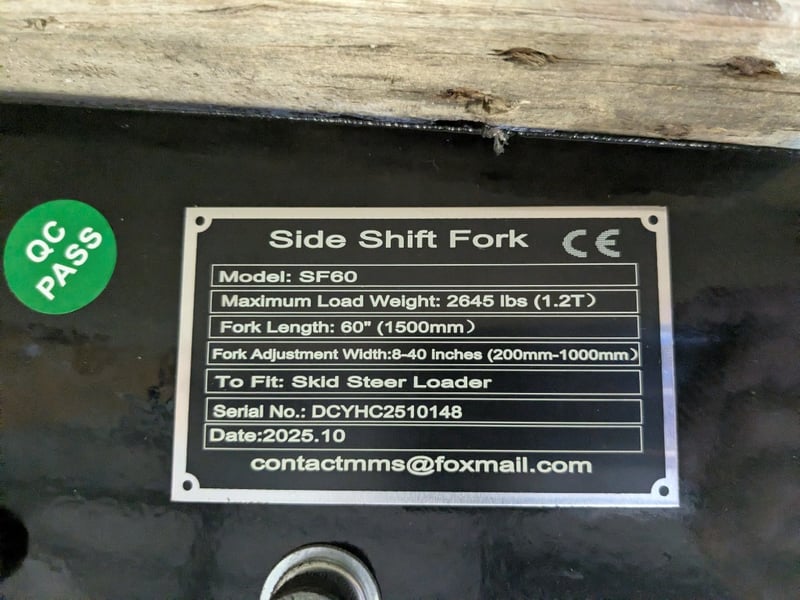 QC
PASS
Side Shift Fork CE
Model: SF60
Maximum Load Weight: 2645 lbs (1.2T）
Fork Length: 60" (1500mm）
Fork Adjustment Width:8-40 inches (200mm-1000mm）
To Fit: Skid Steer Loader
Serial No.: DCYHC2510148
Date:2025.10
contactmms@foxmail.com